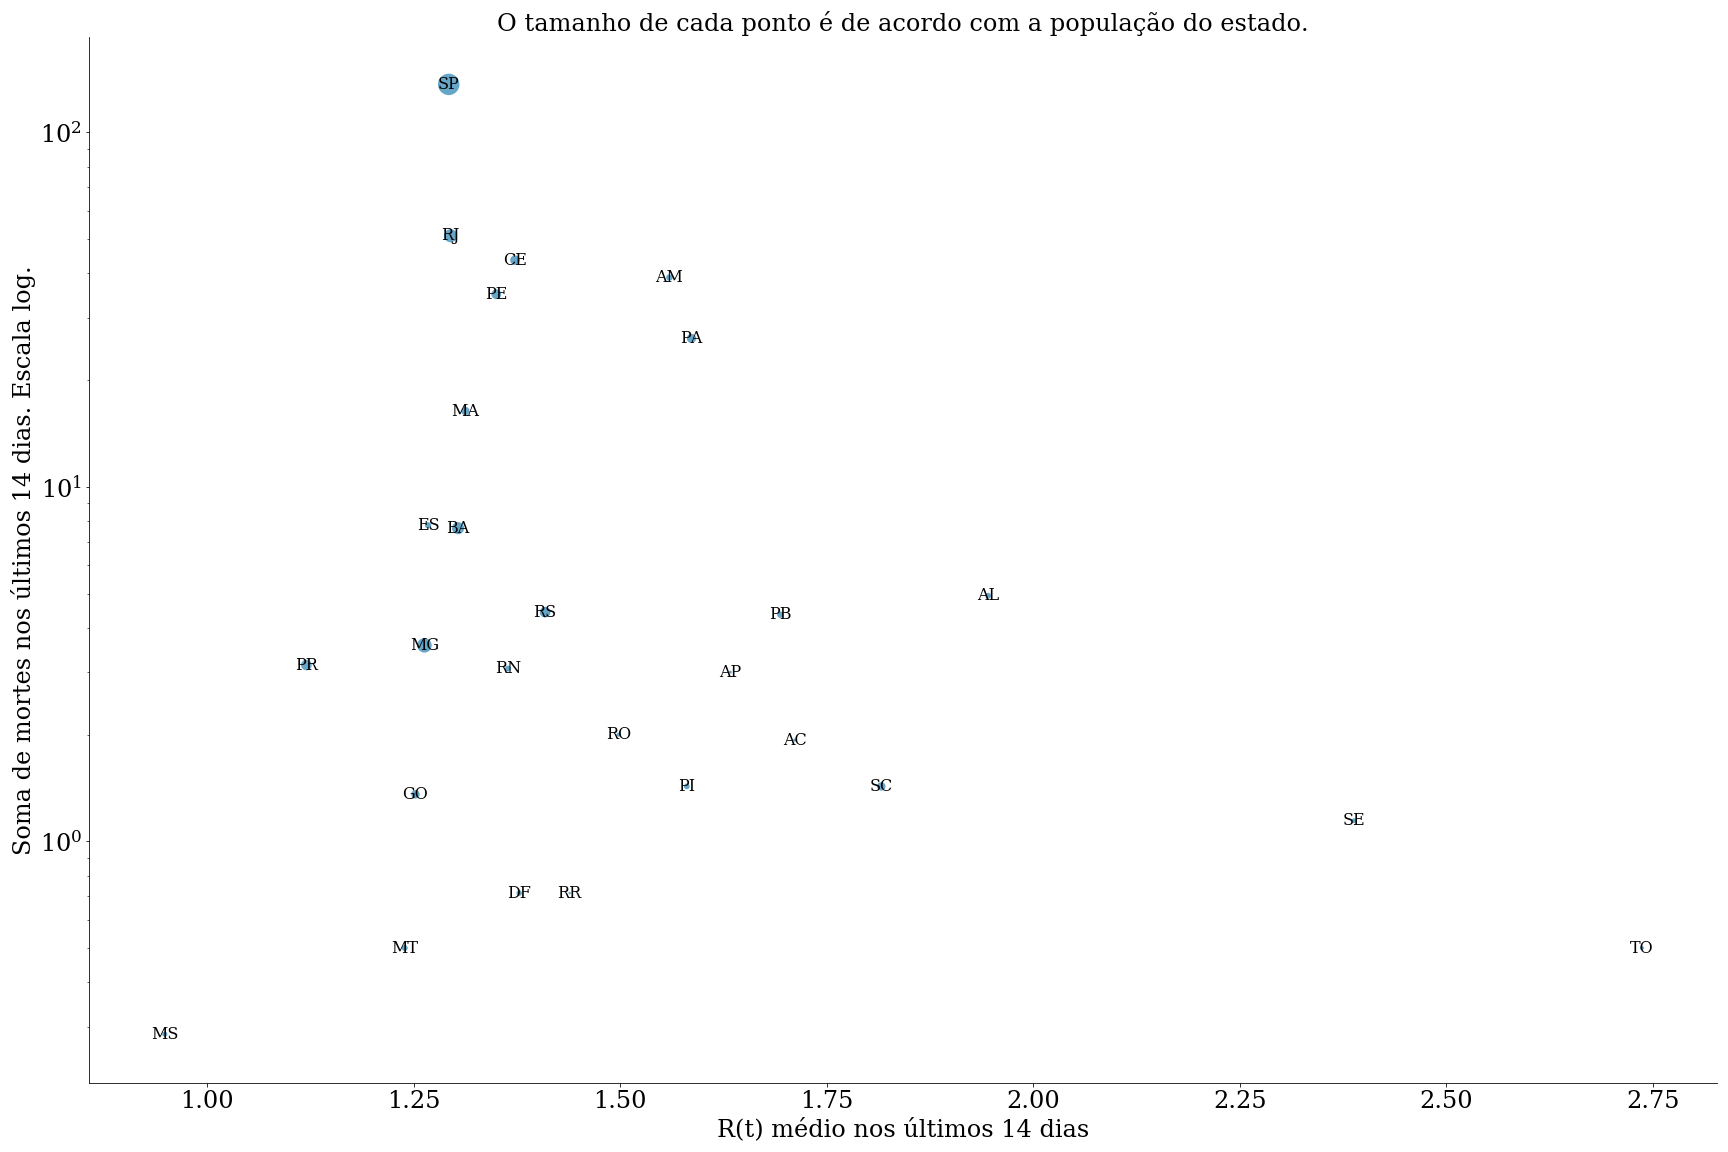 O tamanho de cada ponto é de acordo com a população do estado.
Soma de mortes nos últimos 14 dias. Escala log.
10²
10¹
10⁰
SP
RJ
CE
AM
PE
PA
MA
ES
BA
AL
RS
PB
MG
PR
RN
AP
RO
AC
PI
SC
GO
SE
DF
RR
MT
TO
MS
1.00 1.25 1.50 1.75 2.00 2.25 2.50 2.75
R(t) médio nos últimos 14 dias